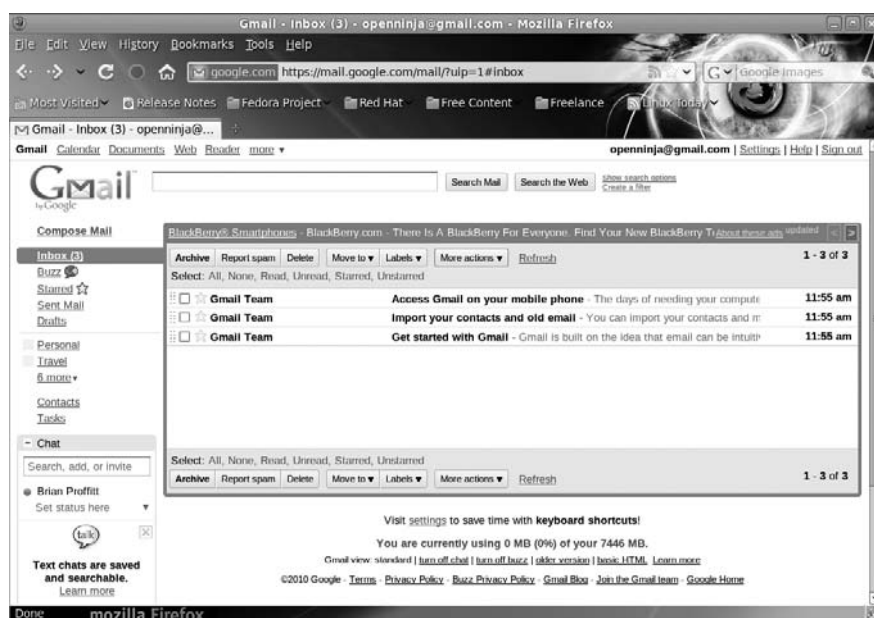 Gmail - Inbox (3) - openninja@gmail.com - Mozilla Firefox
File Edit View History Bookmarks Tools Help
google.com https://mail.google.com/mail/?uip=1#inbox
Google Images
Most Visited Release Notes Fedora Project Red Hat Free Content Freelance Linux Today
Gmail - Inbox (3) - openninja@...
Gmail Calendar Documents Web Reader more ▾ openninja@gmail.com | Settings | Help | Sign out
Gmail by Google
Search Mail Search the Web Show search options
Create a filter
Compose Mail
BlackBerry® Smartphones - BlackBerry.com - There Is A BlackBerry For Everyone. Find Your New BlackBerry About these ads updated < >
Inbox (3)
Archive Report spam Delete Move to ▾ Labels ▾ More actions ▾ Refresh 1 - 3 of 3
Buzz
Select: All, None, Read, Unread, Starred, Unstarred
Starred
Gmail Team Access Gmail on your mobile phone - The days of needing your compute 11:55 am
Sent Mail
Gmail Team Import your contacts and old email - You can import your contacts and m 11:55 am
Drafts
Gmail Team Get started with Gmail - Gmail is built on the idea that email can be intuiti 11:55 am
Personal
Travel
6 more ▾
Contacts
Tasks
− Chat
Search, add, or invite
Select: All, None, Read, Unread, Starred, Unstarred
Archive Report spam Delete Move to ▾ Labels ▾ More actions ▾ Refresh 1 - 3 of 3
Brian Proffitt
Set status here ▾
talk
Text chats are saved
and searchable.
Learn more
Visit settings to save time with keyboard shortcuts!
You are currently using 0 MB (0%) of your 7446 MB.
Gmail view: standard | turn off chat | turn off buzz | older version | basic HTML Learn more
©2010 Google - Terms - Privacy Policy - Buzz Privacy Policy - Gmail Blog - Join the Gmail team - Google Home
Done mozilla Firefox